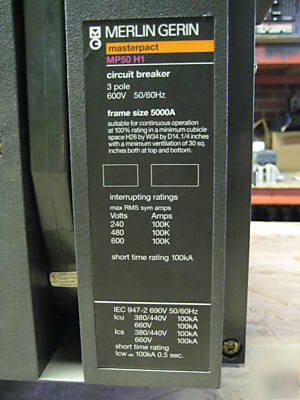 MERLIN GERIN
masterpact
MP50 H1
circuit breaker
3 pole
600V 50/60Hz
frame size 5000A
suitable for continuous operation
at 100% rating in a minimum cubicle
space H26 by W34 by D14.1/4 inches
with a minimum ventilation of 30 sq.
inches both at top and bottom.
interrupting ratings
max RMS sym amps
Volts Amps
240 100K
480 100K
600 100K
short time rating 100kA
IEC 947-2 690V 50/60Hz
Icu 380/440V 100kA
660V 100kA
Ics 380/440V 100kA
660V 100kA
short time rating
Icw = 100kA 0.5 sec.